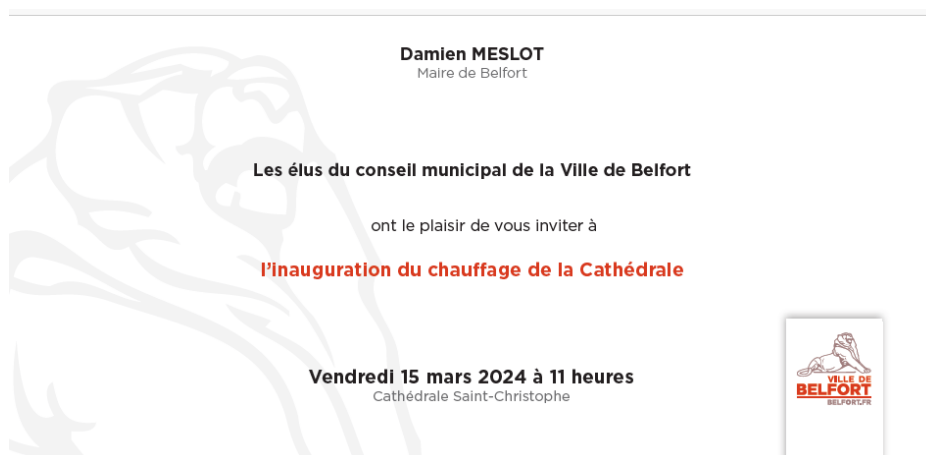 Damien MESLOT
Maire de Belfort
Les élus du conseil municipal de la Ville de Belfort
ont le plaisir de vous inviter à
l’inauguration du chauffage de la Cathédrale
Vendredi 15 mars 2024 à 11 heures
Cathédrale Saint-Christophe
VILLE DE
BELFORT
BELFORT.FR